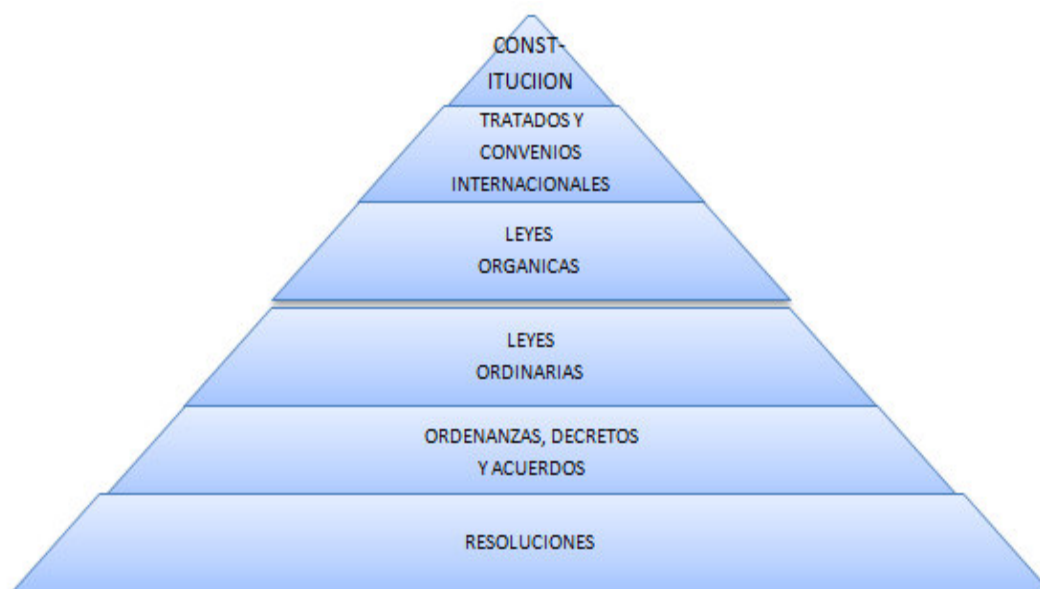 CONST-
ITUCIION
TRATADOS Y
CONVENIOS
INTERNACIONALES
LEYES
ORGANICAS
LEYES
ORDINARIAS
ORDENANZAS, DECRETOS
Y ACUERDOS
RESOLUCIONES